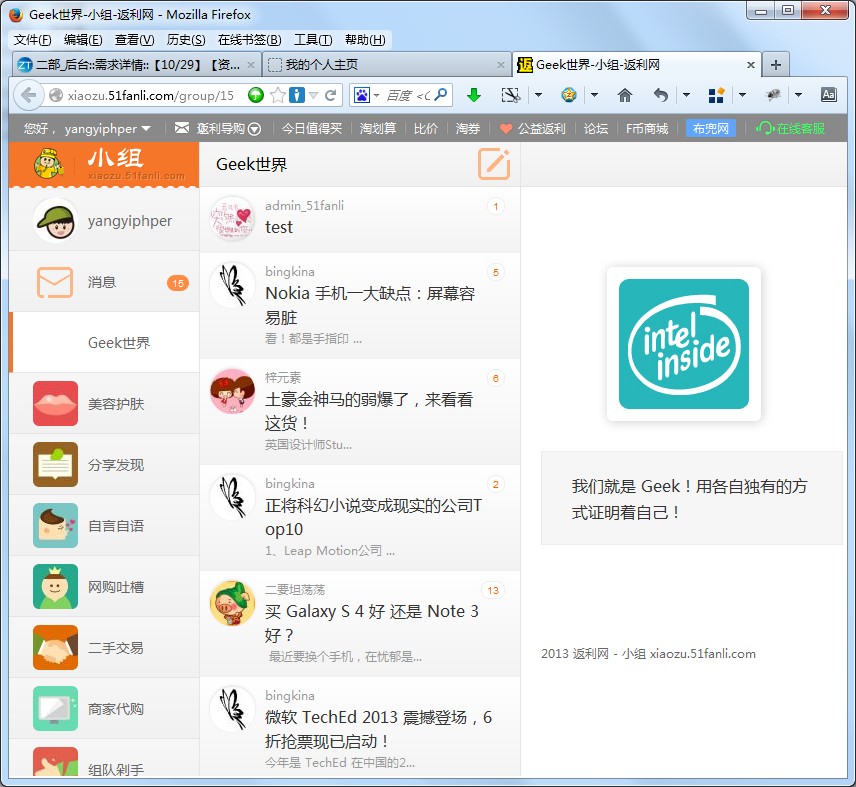 Geek世界-小组-返利网 - Mozilla Firefox
文件(F) 编辑(E) 查看(V) 历史(S) 在线书签(B) 工具(T) 帮助(H)
二部_后台::需求详情::【10/29】【资... × 我的个人主页 × Geek世界-小组-返利网 × +
xiaozu.51fanli.com/group/15 百度 <C
您好， yangyiphper 返利导购 今日值得买 淘划算 比价 淘券 公益返利 论坛 F币商城 布兜网 在线客服
小组
xiaozu.51fanli.com
yangyiphper
消息 15
Geek世界
美容护肤
分享发现
自言自语
网购吐槽
二手交易
商家代购
组队剁手
Geek世界
admin_51fanli 1
test
bingkina 5
Nokia 手机一大缺点：屏幕容
易脏
看！都是手指印 ...
梓元素 6
土豪金神马的弱爆了，来看看
这货！
英国设计师Stu...
bingkina 2
正将科幻小说变成现实的公司T
op10
1、Leap Motion公司 ...
二要坦荡荡 13
买 Galaxy S 4 好 还是 Note 3
好？
最近要换个手机，在忧郁是...
bingkina
微软 TechEd 2013 震撼登场，6
折抢票现已启动！
今年是 TechEd 在中国的2...
intel
inside
我们就是 Geek！用各自独有的方
式证明着自己！
2013 返利网 - 小组 xiaozu.51fanli.com